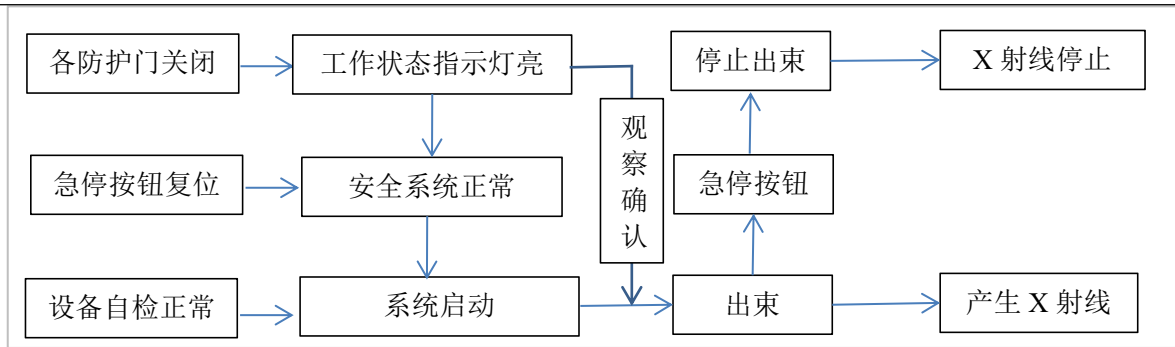 各防护门关闭
工作状态指示灯亮
停止出束
X 射线停止
观察确认
急停按钮复位
安全系统正常
急停按钮
设备自检正常
系统启动
出束
产生 X 射线